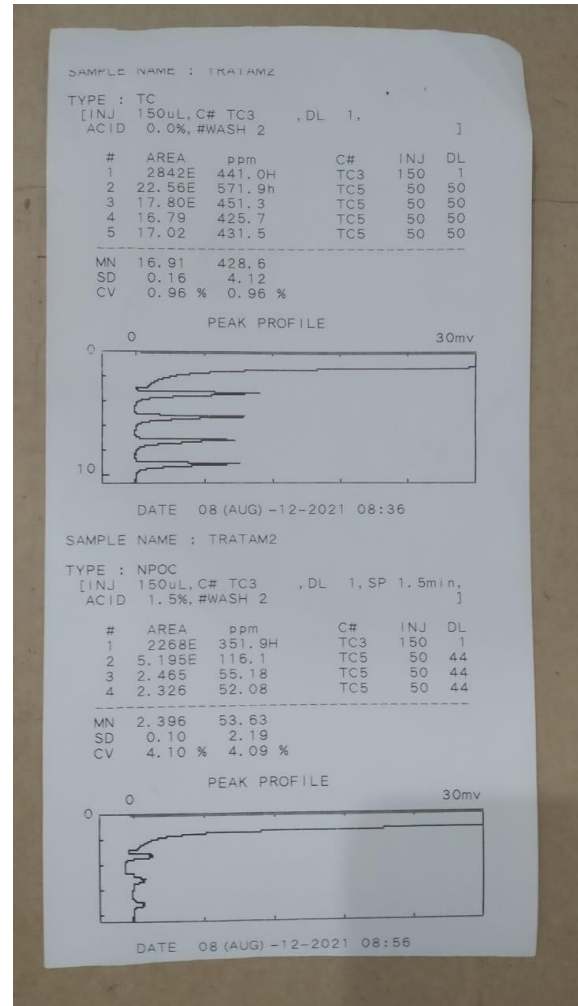 SAMPLE NAME : TRATAM2
TYPE : TC
[INJ 150uL, C# TC3 , DL 1,
ACID 0.0%, #WASH 2 ]
# AREA ppm C# INJ DL
1 2842E 441.0H TC3 150 1
2 22.56E 571.9h TC5 50 50
3 17.80E 451.3 TC5 50 50
4 16.79 425.7 TC5 50 50
5 17.02 431.5 TC5 50 50
MN 16.91 428.6
SD 0.16 4.12
CV 0.96 % 0.96 %
PEAK PROFILE
0 30mv
0
10
DATE 08 (AUG) -12-2021 08:36
SAMPLE NAME : TRATAM2
TYPE : NPOC
[INJ 150uL, C# TC3 , DL 1, SP 1.5min,
ACID 1.5%, #WASH 2 ]
# AREA ppm C# INJ DL
1 2268E 351.9H TC3 150 1
2 5.195E 116.1 TC5 50 44
3 2.465 55.18 TC5 50 44
4 2.326 52.08 TC5 50 44
MN 2.396 53.63
SD 0.10 2.19
CV 4.10 % 4.09 %
PEAK PROFILE
0 30mv
0
DATE 08 (AUG) -12-2021 08:56